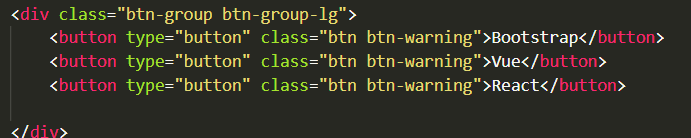 <div class="btn-group btn-group-lg">
    <button type="button" class="btn btn-warning">Bootstrap</button>
    <button type="button" class="btn btn-warning">Vue</button>
    <button type="button" class="btn btn-warning">React</button>
</div>